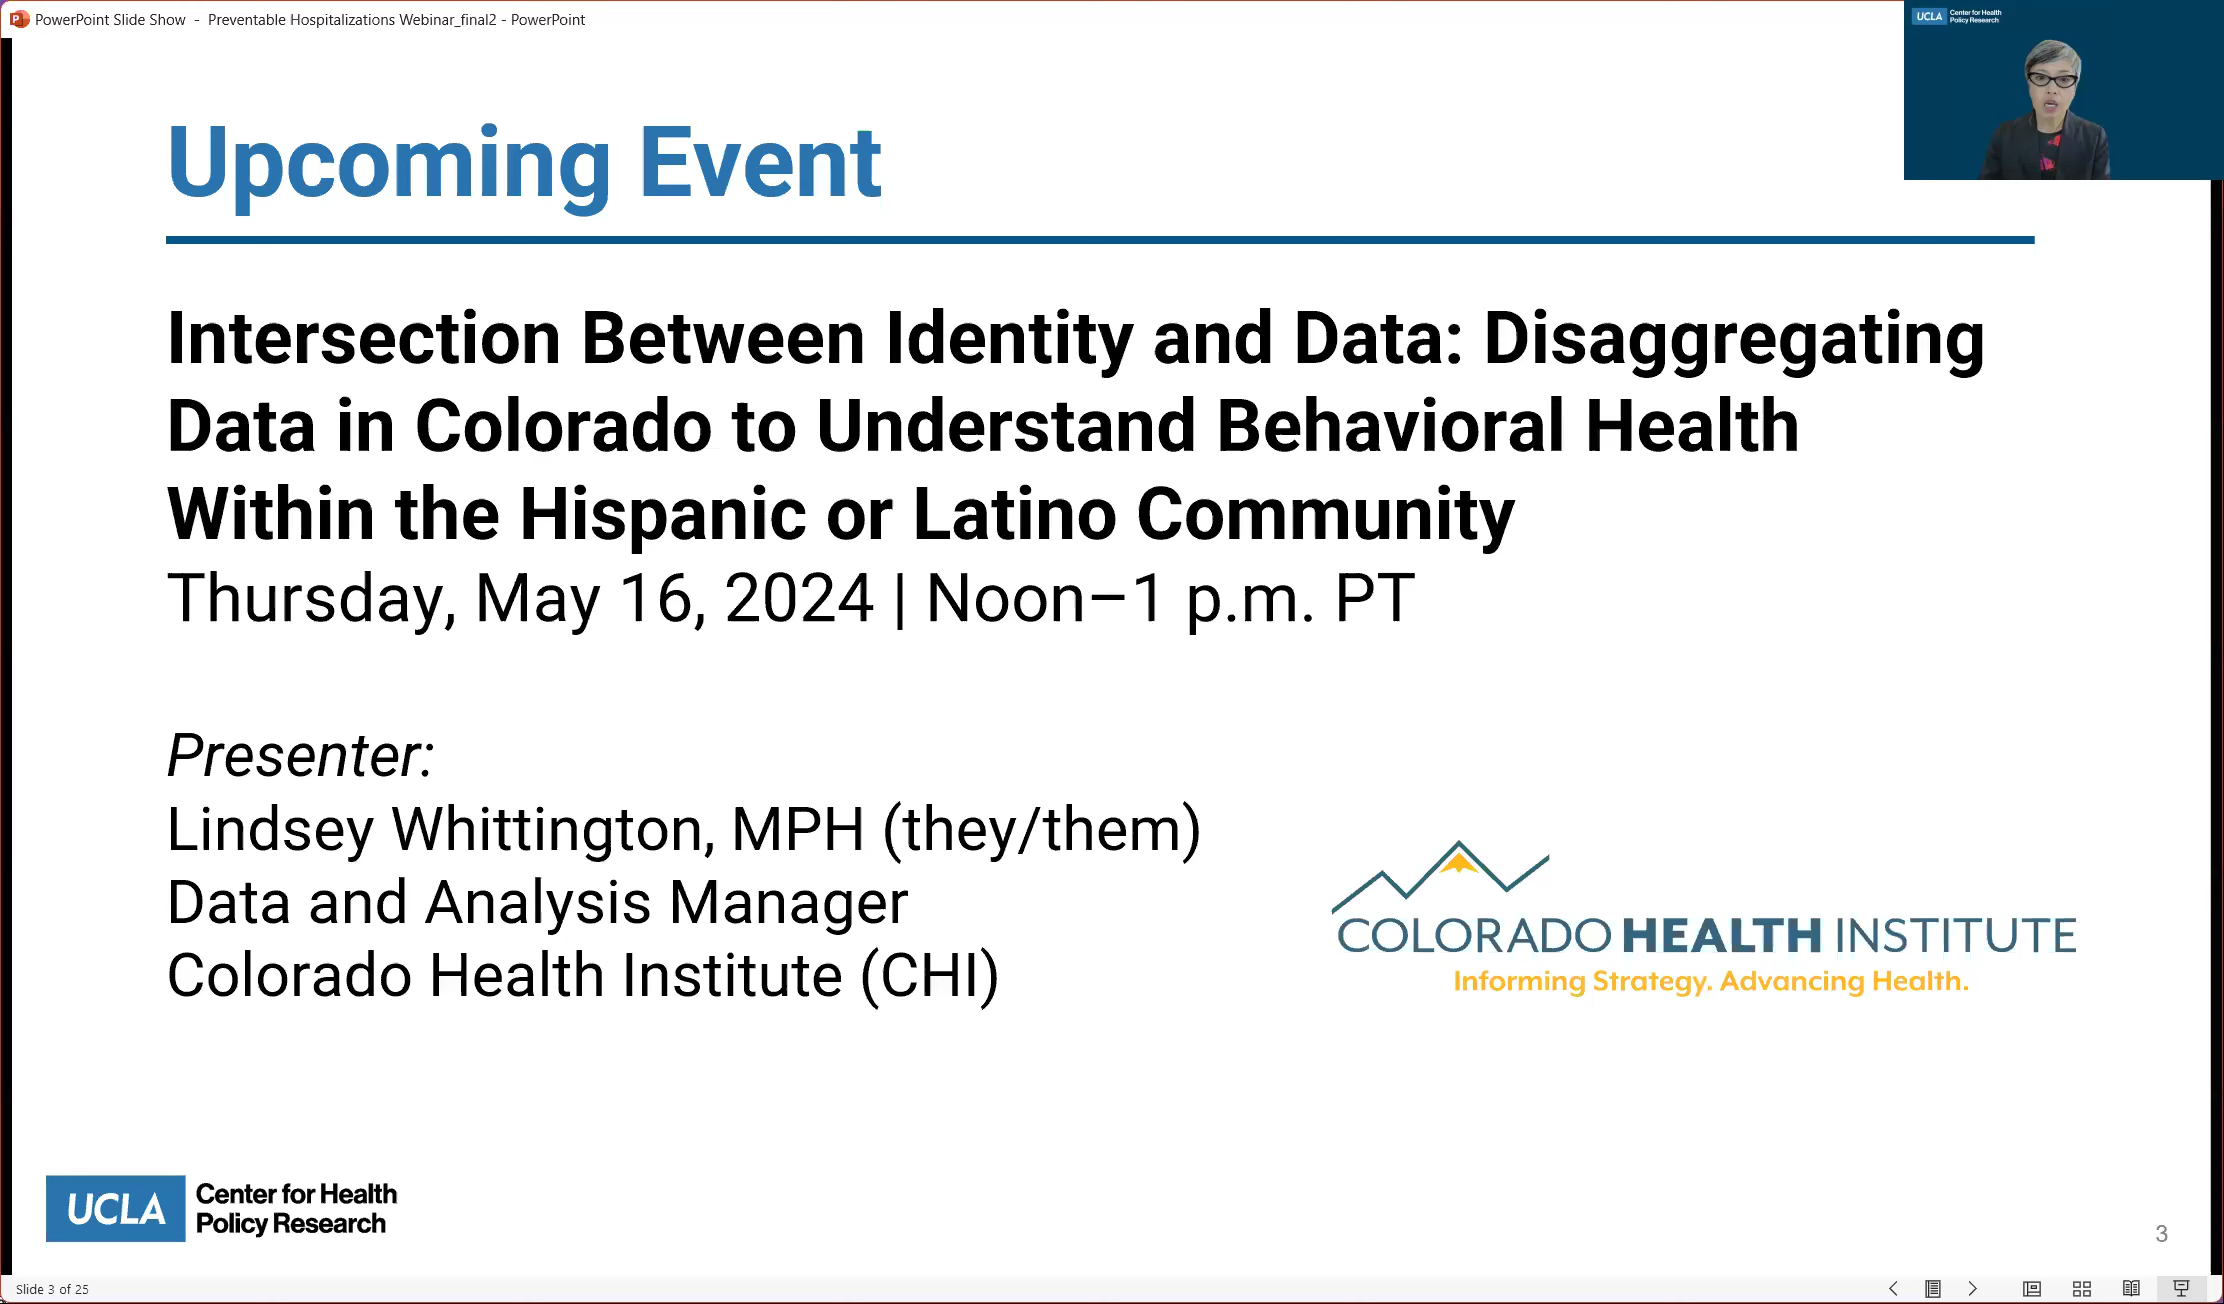 PowerPoint Slide Show - Preventable Hospitalizations Webinar_final2 - PowerPoint
UCLA Center for Health
Policy Research
Upcoming Event
Intersection Between Identity and Data: Disaggregating
Data in Colorado to Understand Behavioral Health
Within the Hispanic or Latino Community
Thursday, May 16, 2024 | Noon–1 p.m. PT
Presenter:
Lindsey Whittington, MPH (they/them)
Data and Analysis Manager
Colorado Health Institute (CHI)
COLORADO HEALTH INSTITUTE
Informing Strategy. Advancing Health.
UCLA Center for Health
Policy Research
3
Slide 3 of 25